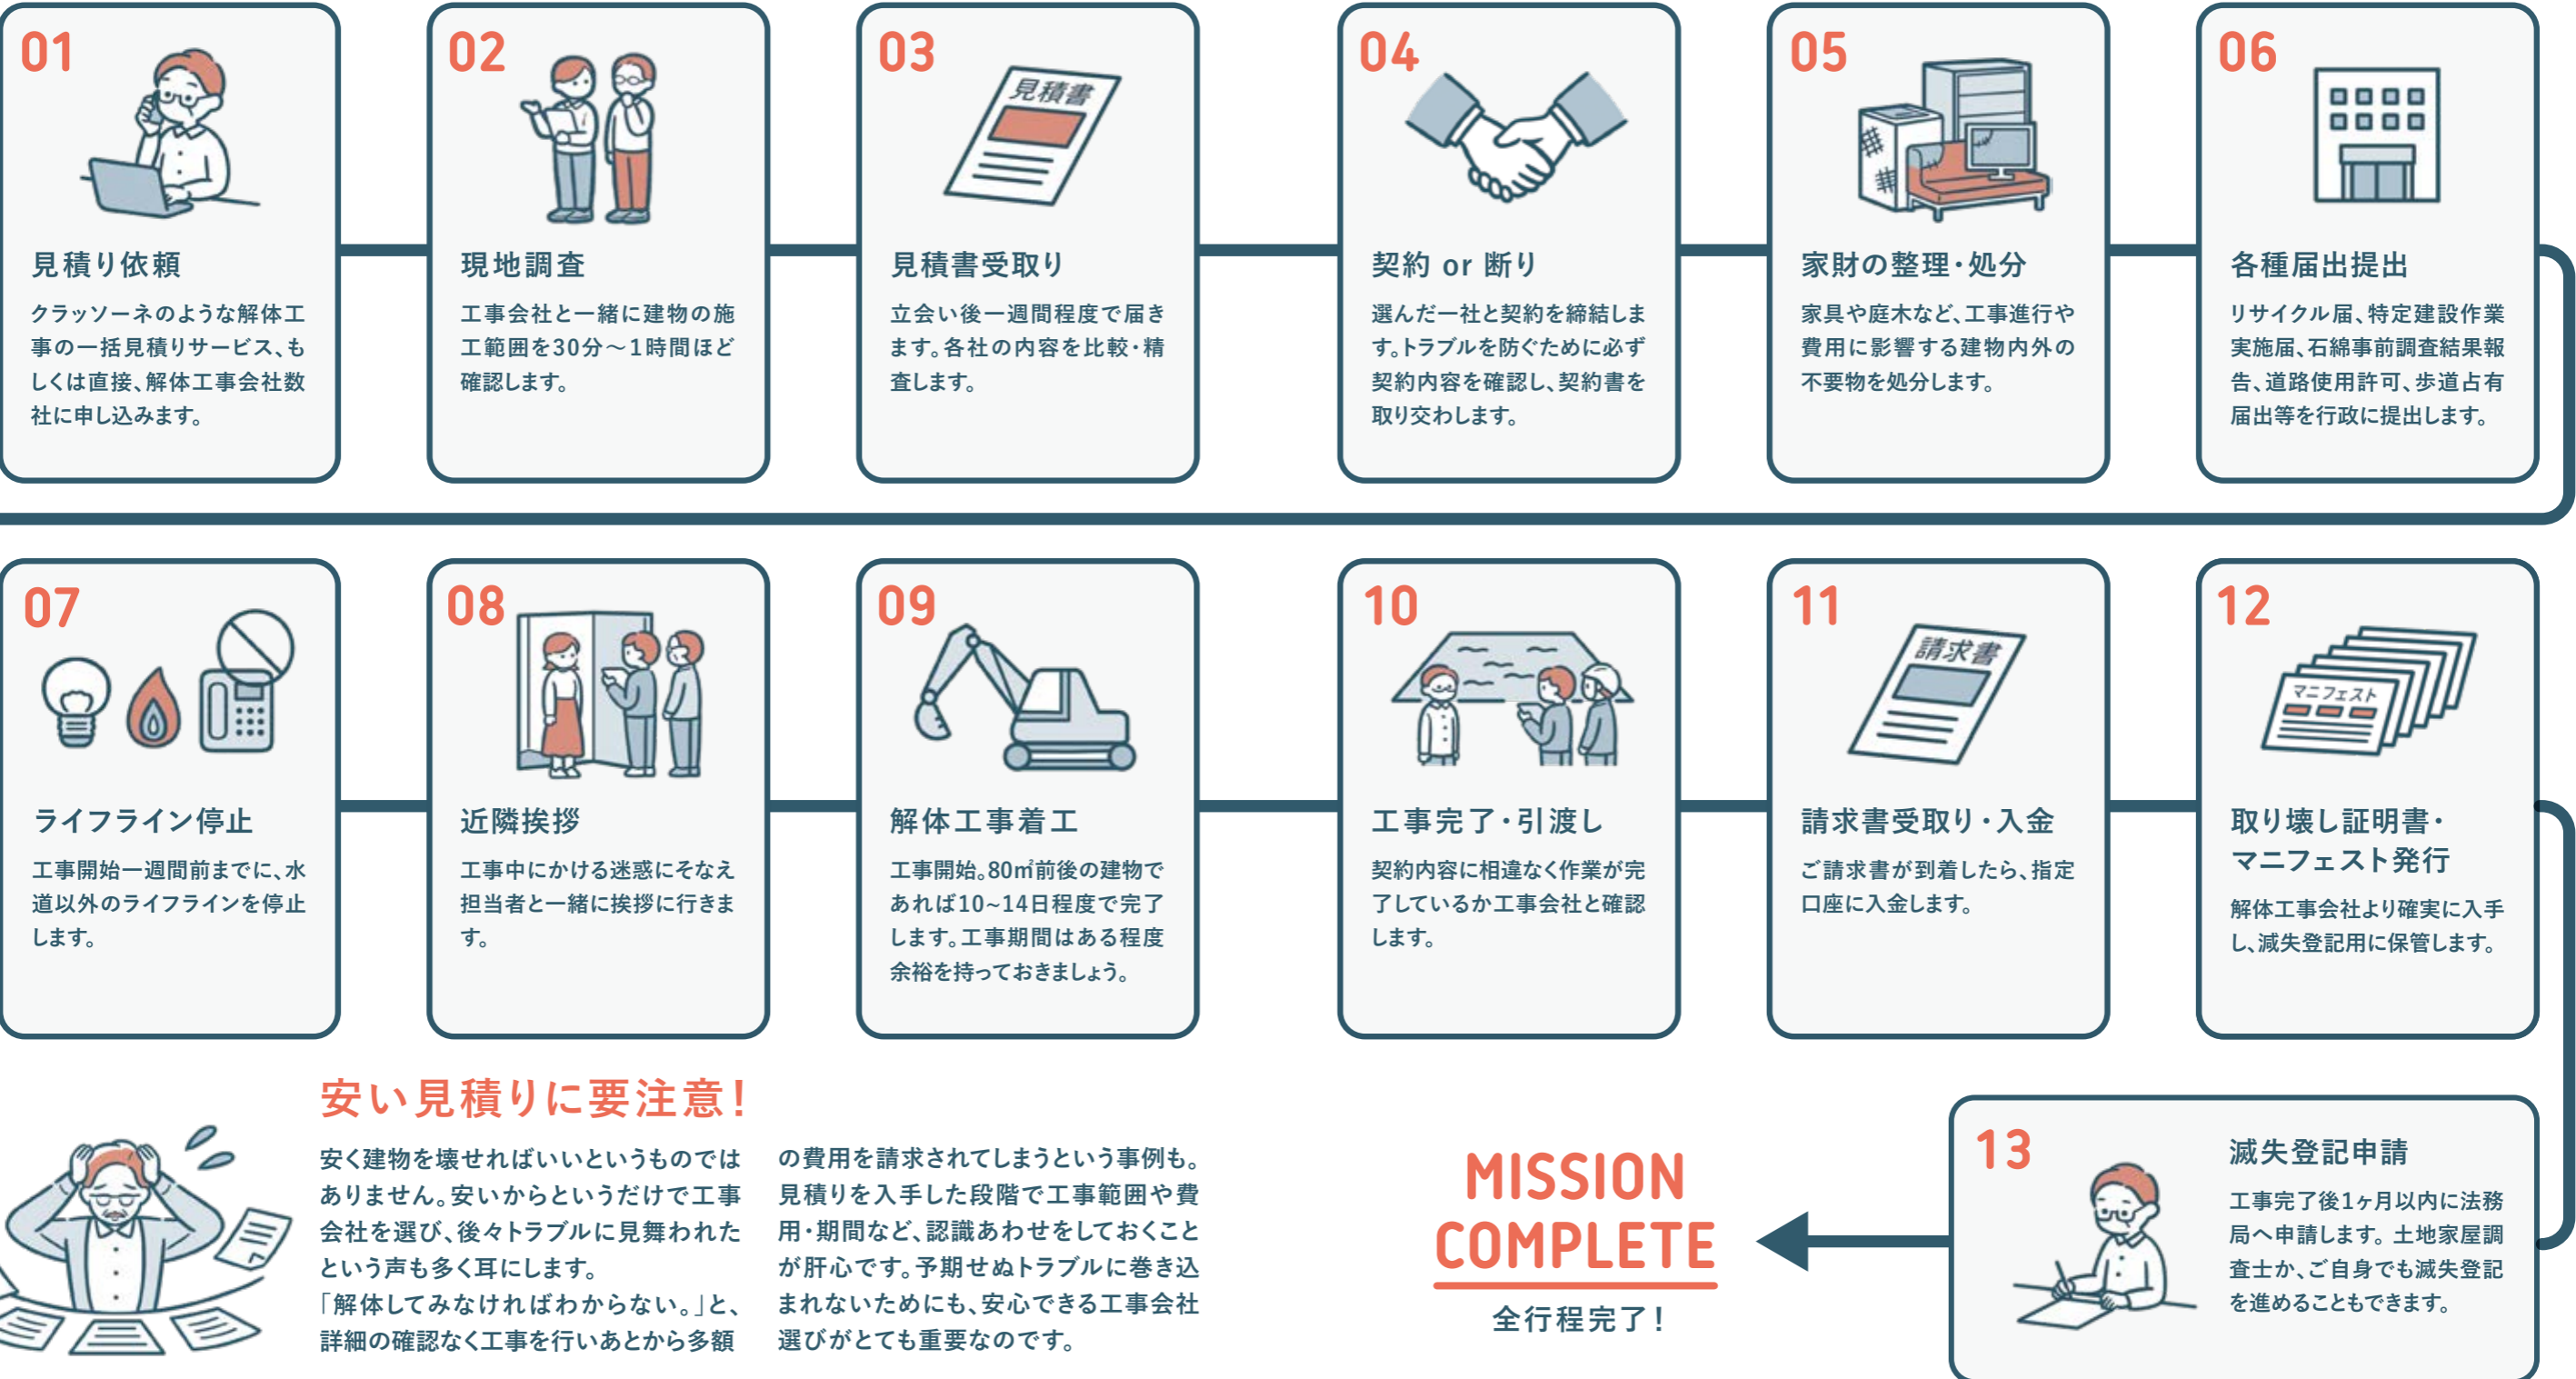 01
見積り依頼
クラッソーネのような解体工
事の一括見積りサービス、も
しくは直接、解体工事会社数
社に申し込みます。
02
現地調査
工事会社と一緒に建物の施
工範囲を30分～1時間ほど
確認します。
03
見積書
見積書受取り
立会い後一週間程度で届き
ます。各社の内容を比較・精
査します。
04
契約 or 断り
選んだ一社と契約を締結しま
す。トラブルを防ぐために必ず
契約内容を確認し、契約書を
取り交わします。
05
家財の整理・処分
家具や庭木など、工事進行や
費用に影響する建物内外の
不要物を処分します。
06
各種届出提出
リサイクル届、特定建設作業
実施届、石綿事前調査結果報
告、道路使用許可、歩道占有
届出等を行政に提出します。
07
ライフライン停止
工事開始一週間前までに、水
道以外のライフラインを停止
します。
08
近隣挨拶
工事中にかける迷惑にそなえ
担当者と一緒に挨拶に行きま
す。
09
解体工事着工
工事開始。80㎡前後の建物で
あれば10~14日程度で完了
します。工事期間はある程度
余裕を持っておきましょう。
10
工事完了・引渡し
契約内容に相違なく作業が完
了しているか工事会社と確認
します。
11
請求書
請求書受取り・入金
ご請求書が到着したら、指定
口座に入金します。
12
マニフェスト
取り壊し証明書・
マニフェスト発行
解体工事会社より確実に入手
し、滅失登記用に保管します。
13
滅失登記申請
工事完了後1ヶ月以内に法務
局へ申請します。土地家屋調
査士か、ご自身でも滅失登記
を進めることもできます。
MISSION
COMPLETE
全行程完了！
安い見積りに要注意！
安く建物を壊せればいいというものでは
ありません。安いからというだけで工事
会社を選び、後々トラブルに見舞われた
という声も多く耳にします。
「解体してみなければわからない。」と、
詳細の確認なく工事を行いあとから多額
の費用を請求されてしまうという事例も。
見積りを入手した段階で工事範囲や費
用・期間など、認識あわせをしておくこと
が肝心です。予期せぬトラブルに巻き込
まれないためにも、安心できる工事会社
選びがとても重要なのです。